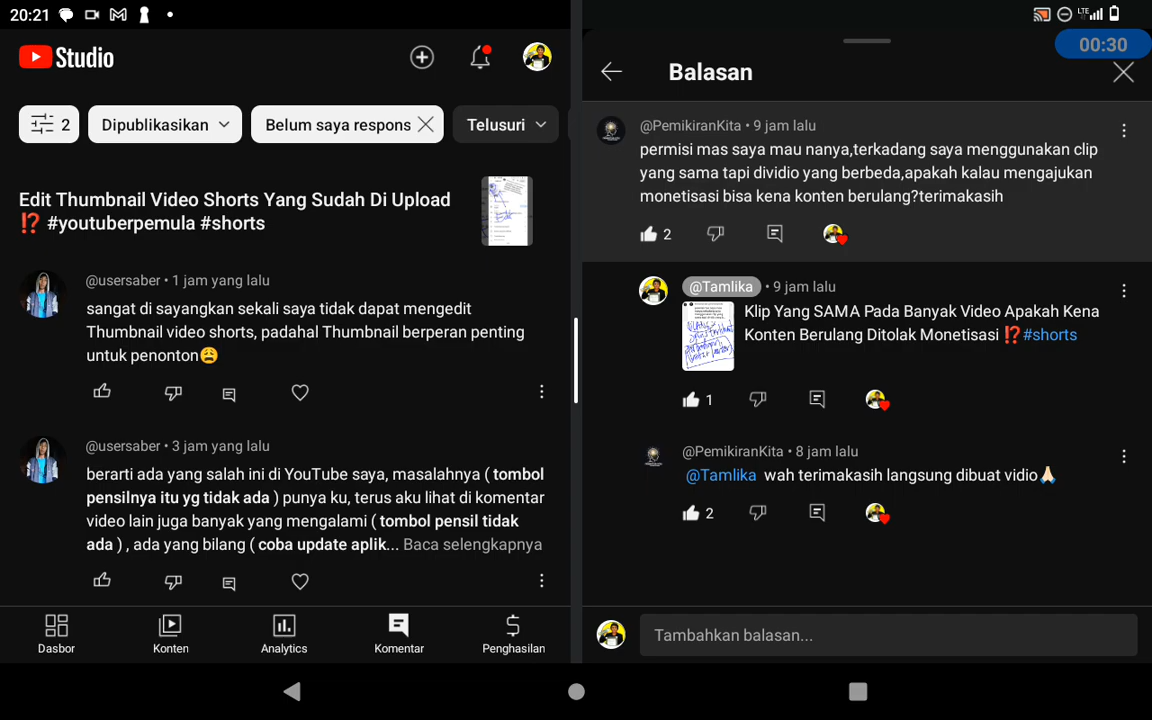 20:21
Studio
2
Dipublikasikan
Belum saya respons
Telusuri
Edit Thumbnail Video Shorts Yang Sudah Di Upload
⁉️ #youtuberpemula #shorts
@usersaber • 1 jam yang lalu
sangat di sayangkan sekali saya tidak dapat mengedit
Thumbnail video shorts, padahal Thumbnail berperan penting
untuk penonton😩
@usersaber • 3 jam yang lalu
berarti ada yang salah ini di YouTube saya, masalahnya ( tombol
pensilnya itu yg tidak ada ) punya ku, terus aku lihat di komentar
video lain juga banyak yang mengalami ( tombol pensil tidak
ada ) , ada yang bilang ( coba update aplik... Baca selengkapnya
Dasbor
Konten
Analytics
Komentar
Penghasilan
LTE
00:30
Balasan
@PemikiranKita • 9 jam lalu
permisi mas saya mau nanya,terkadang saya menggunakan clip
yang sama tapi dividio yang berbeda,apakah kalau mengajukan
monetisasi bisa kena konten berulang?terimakasih
2
@Tamlika • 9 jam lalu
Klip Yang SAMA Pada Banyak Video Apakah Kena
Konten Berulang Ditolak Monetisasi ⁉️#shorts
1
@PemikiranKita • 8 jam lalu
@Tamlika wah terimakasih langsung dibuat vidio🙏🏻
2
Tambahkan balasan...